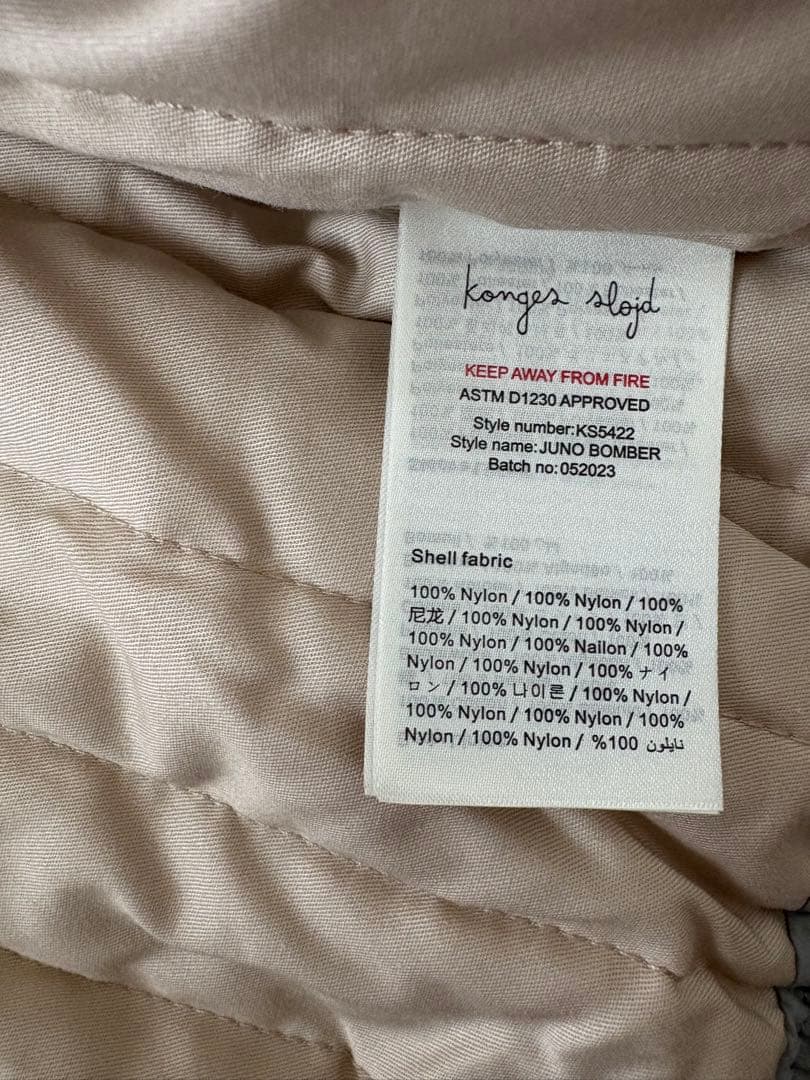 konges sløjd
KEEP AWAY FROM FIRE
ASTM D1230 APPROVED
Style number:KS5422
Style name:JUNO BOMBER
Batch no:052023
Shell fabric
100% Nylon / 100% Nylon / 100%
尼龙 / 100% Nylon / 100% Nylon /
100% Nylon / 100% Nailon / 100%
Nylon / 100% Nylon / 100% ナイ
ロン / 100% 나이론 / 100% Nylon /
100% Nylon / 100% Nylon / 100%
Nylon / 100% Nylon / %100 نايلون